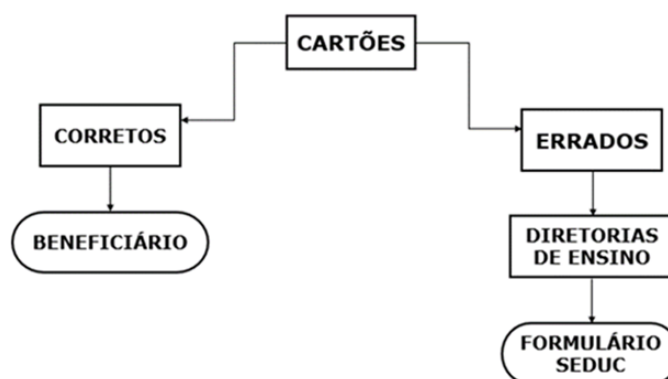 CARTÕES
CORRETOS
ERRADOS
BENEFICIÁRIO
DIRETORIAS
DE ENSINO
FORMULÁRIO
SEDUC